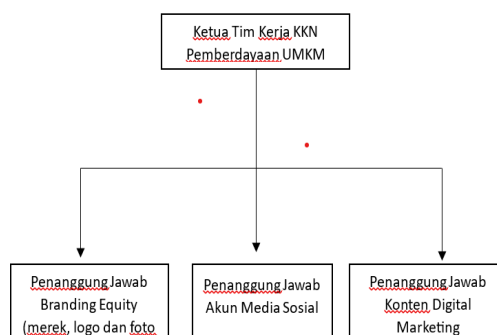 Ketua Tim Kerja KKN
Pemberdayaan UMKM
Penanggung Jawab
Branding Equity
(merek, logo dan foto
Penanggung Jawab
Akun Media Sosial
Penanggung Jawab
Konten Digital
Marketing